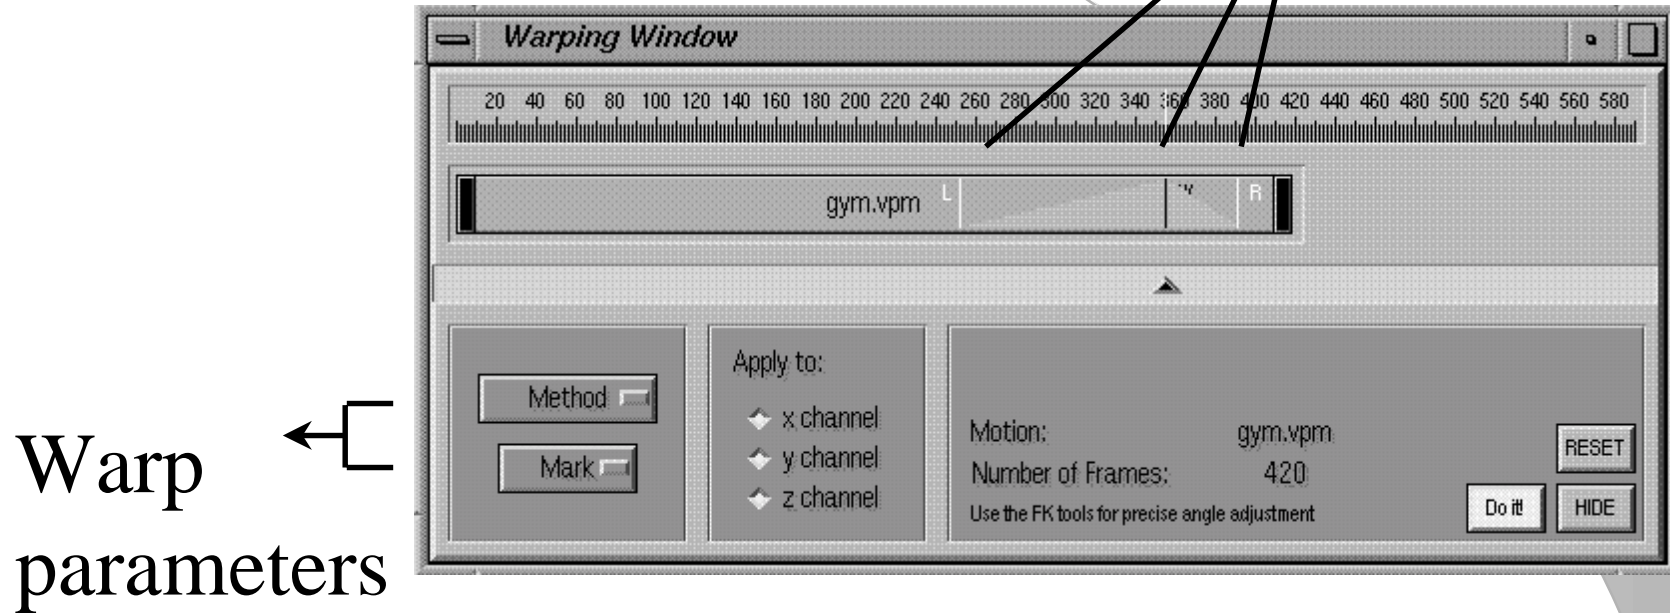 Warping Window
20 40 60 80 100 120 140 160 180 200 220 240 260 280 300 320 340 360 380 400 420 440 460 480 500 520 540 560 580
gym.vpm L R
Method
Mark
Apply to:
x channel
y channel
z channel
Motion: gym.vpm
Number of Frames: 420
Use the FK tools for precise angle adjustment
RESET
Do it!
HIDE
Warp
parameters